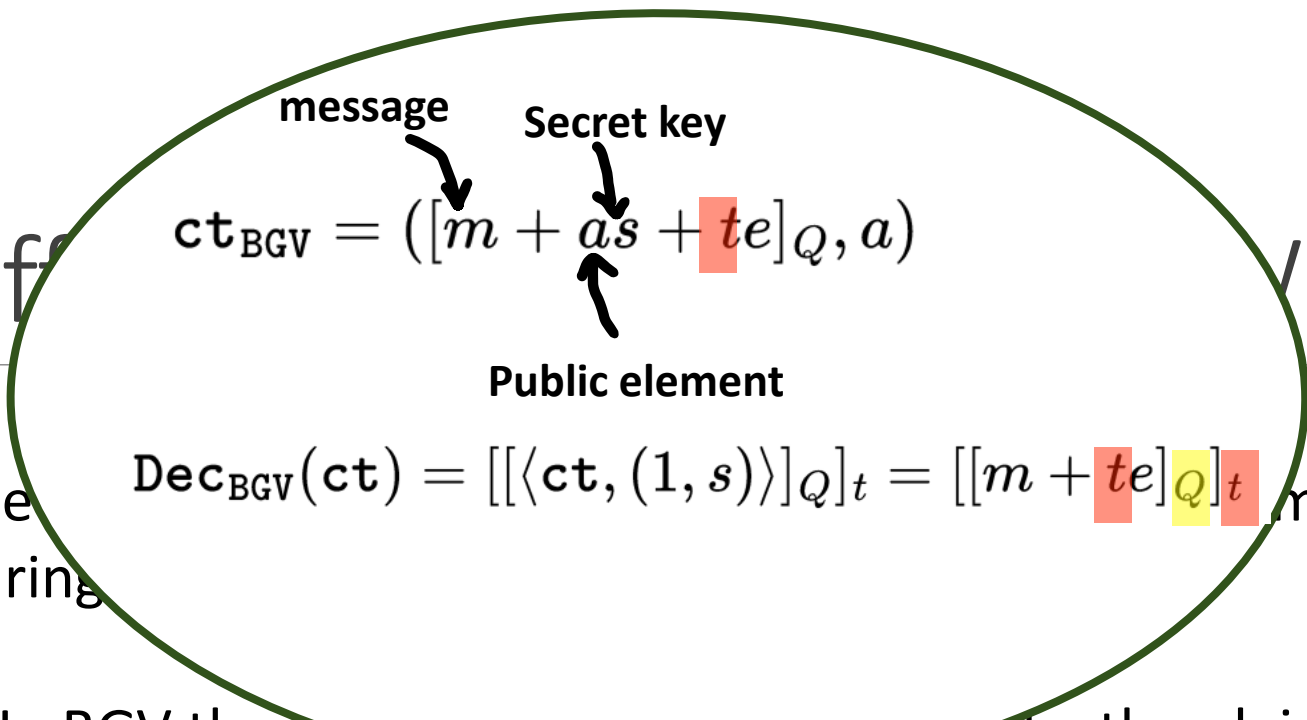 message
Secret key
ct_BGV = ([m + as + te]_Q, a)
Public element
Dec_BGV(ct) = [[⟨ct, (1, s)⟩]_Q]_t = [[m + te]_Q]_t
ring
BGV